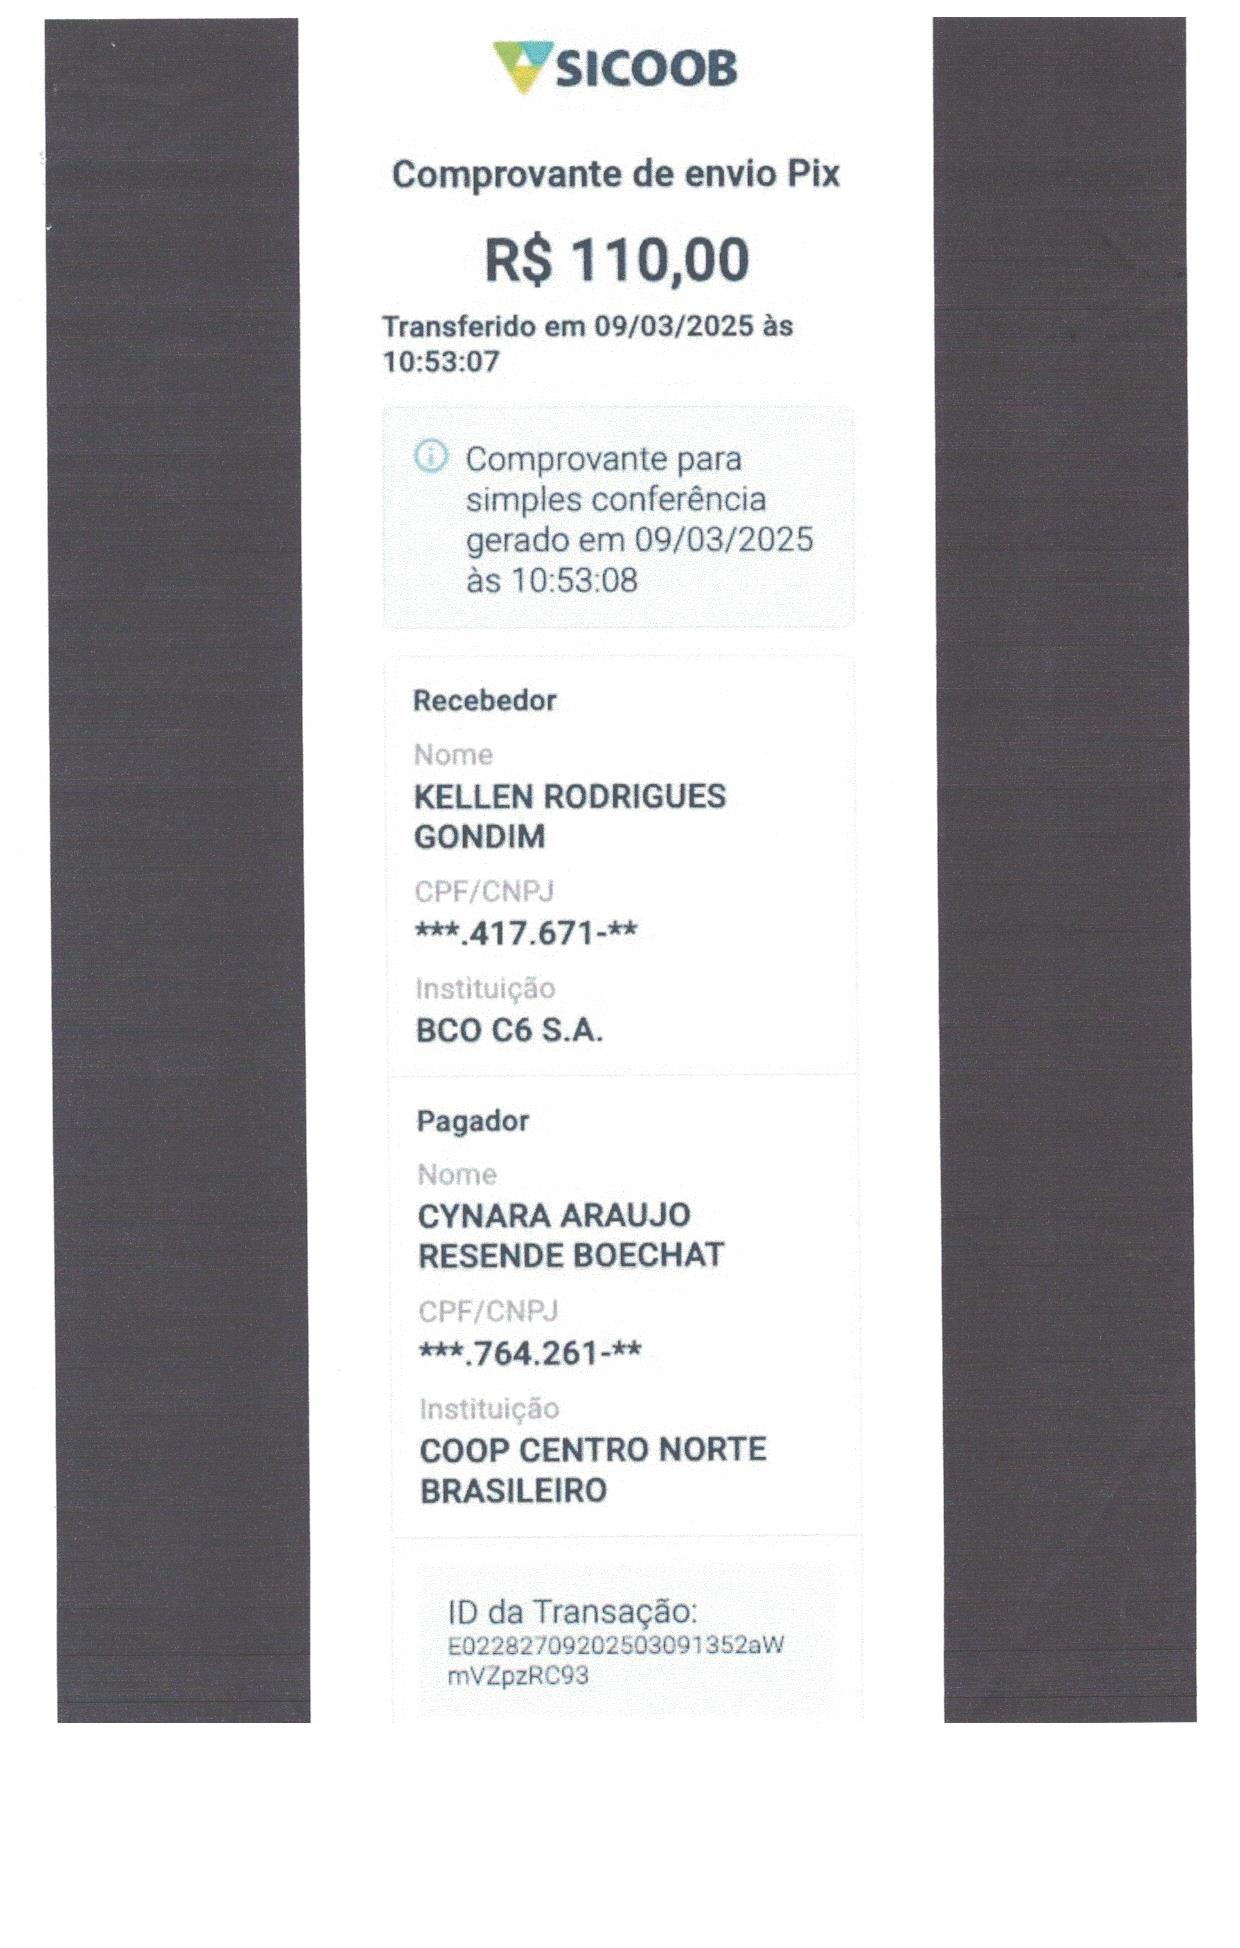 SICOOB
Comprovante de envio Pix
R$ 110,00
Transferido em 09/03/2025 às
10:53:07
Comprovante para
simples conferência
gerado em 09/03/2025
às 10:53:08
Recebedor
Nome
KELLEN RODRIGUES
GONDIM
CPF/CNPJ
***.417.671-**
Instituição
BCO C6 S.A.
Pagador
Nome
CYNARA ARAUJO
RESENDE BOECHAT
CPF/CNPJ
***.764.261-**
Instituição
COOP CENTRO NORTE
BRASILEIRO
ID da Transação:
E02282709202503091352aW
mVZpzRC93